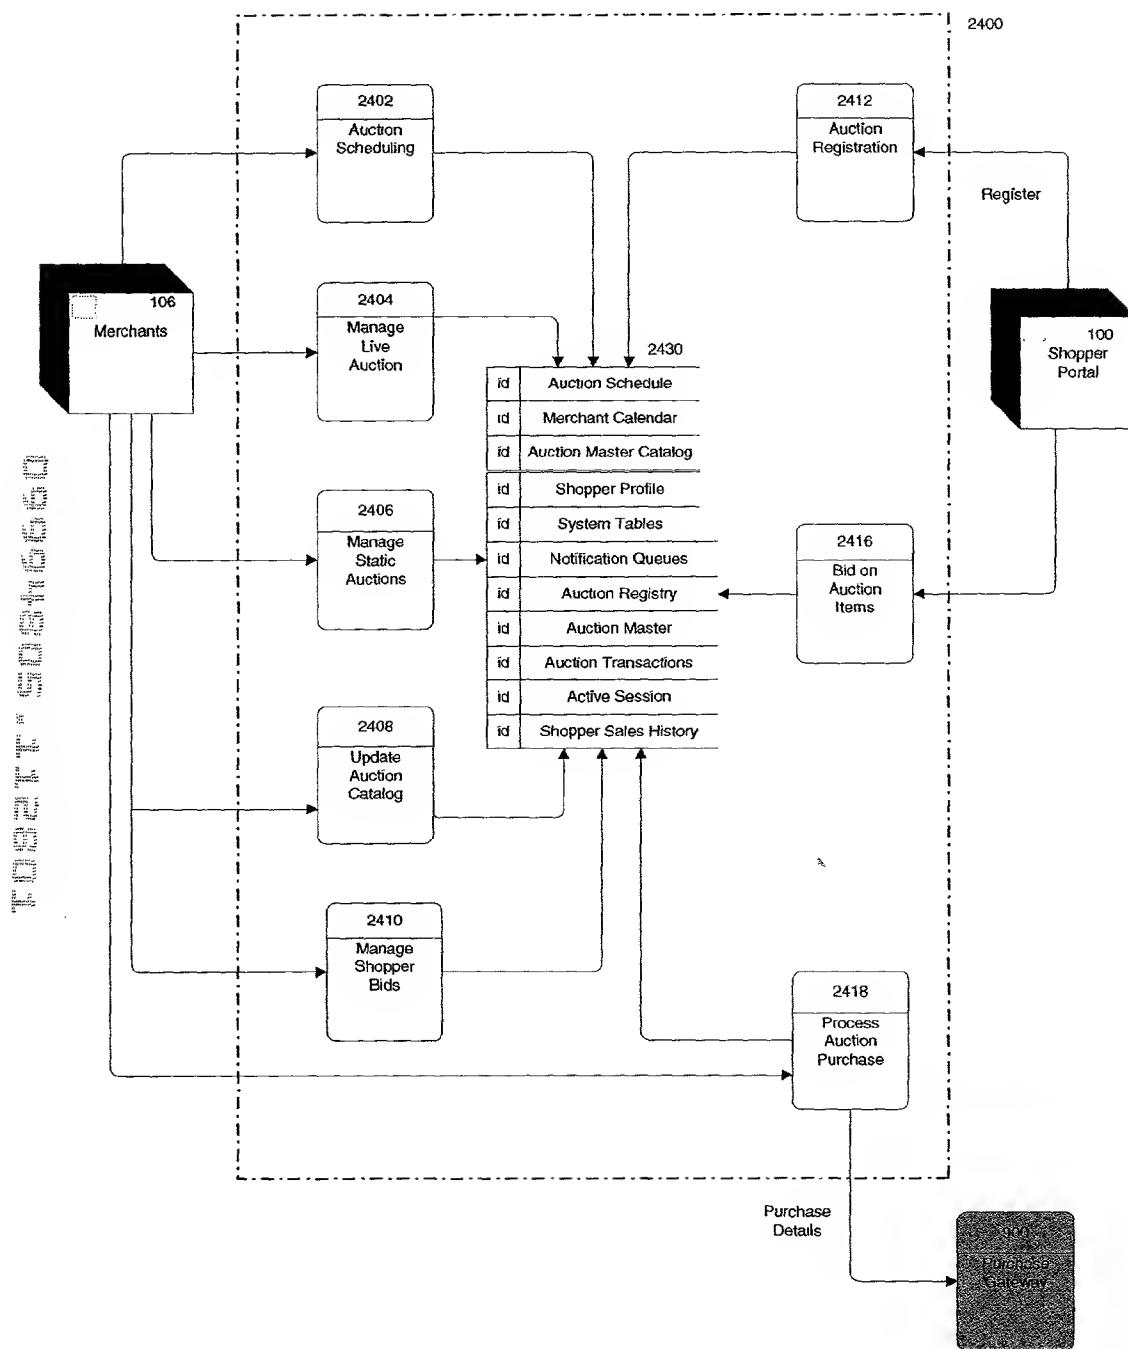 2400
2402
Auction
Scheduling
2412
Auction
Registration
Register
106
Merchants
2404
Manage
Live
Auction
100
Shopper
Portal
2430
id Auction Schedule
id Merchant Calendar
id Auction Master Catalog
id Shopper Profile
id System Tables
id Notification Queues
id Auction Registry
id Auction Master
id Auction Transactions
id Active Session
id Shopper Sales History
2406
Manage
Static
Auctions
2416
Bid on
Auction
Items
2408
Update
Auction
Catalog
2410
Manage
Shopper
Bids
2418
Process
Auction
Purchase
Purchase
Details
900
Purchase
Gateway